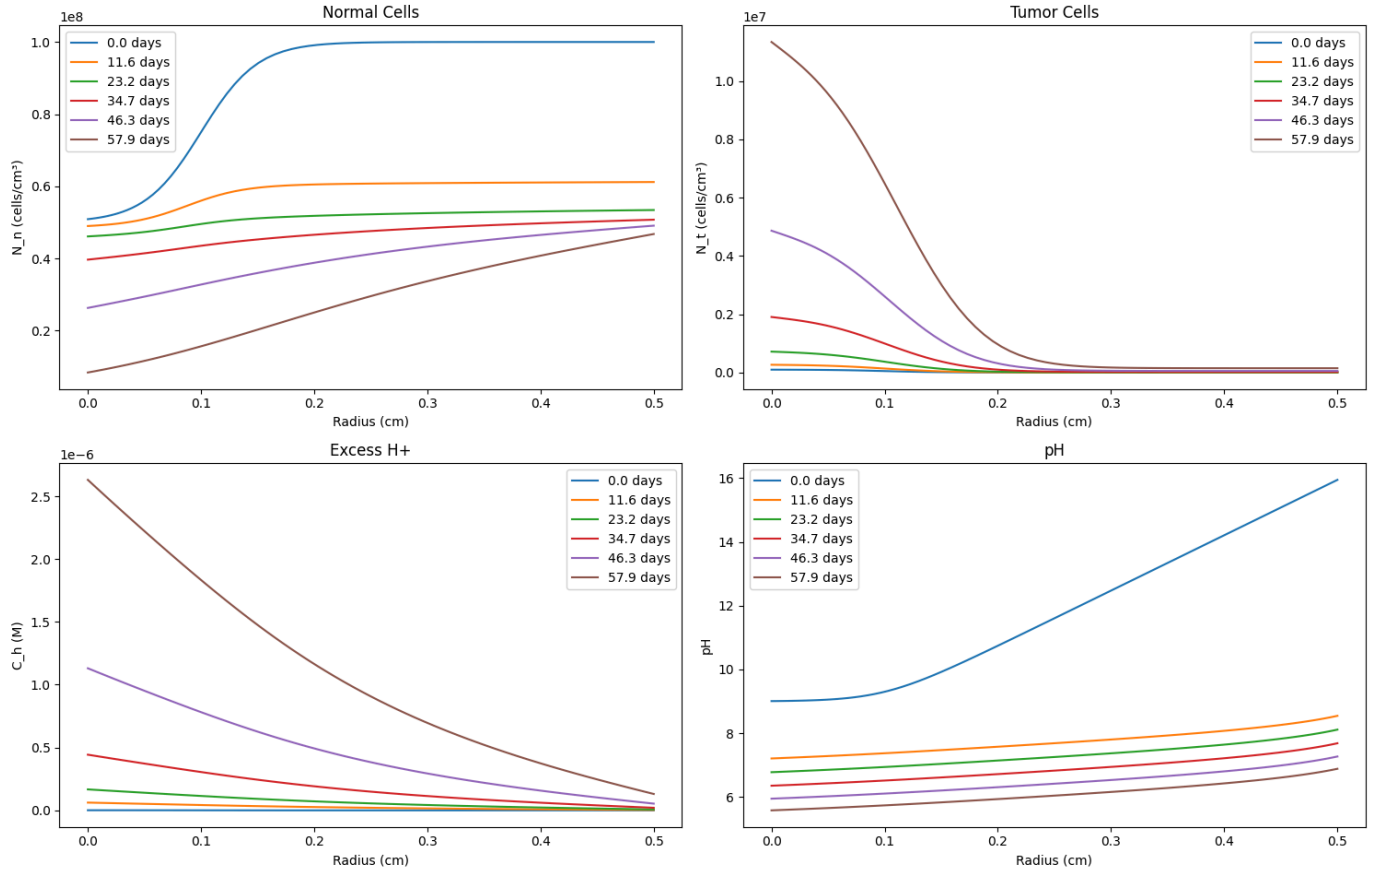 Normal Cells
1e8
1.0
0.8
0.6
0.4
0.2
N_n (cells/cm³)
0.0 days
11.6 days
23.2 days
34.7 days
46.3 days
57.9 days
0.0 0.1 0.2 0.3 0.4 0.5
Radius (cm)
Tumor Cells
1e7
1.0
0.8
0.6
0.4
0.2
0.0
N_t (cells/cm³)
0.0 days
11.6 days
23.2 days
34.7 days
46.3 days
57.9 days
0.0 0.1 0.2 0.3 0.4 0.5
Radius (cm)
Excess H+
1e−6
2.5
2.0
1.5
1.0
0.5
0.0
C_h (M)
0.0 days
11.6 days
23.2 days
34.7 days
46.3 days
57.9 days
0.0 0.1 0.2 0.3 0.4 0.5
Radius (cm)
pH
16
14
12
10
8
6
pH
0.0 days
11.6 days
23.2 days
34.7 days
46.3 days
57.9 days
0.0 0.1 0.2 0.3 0.4 0.5
Radius (cm)